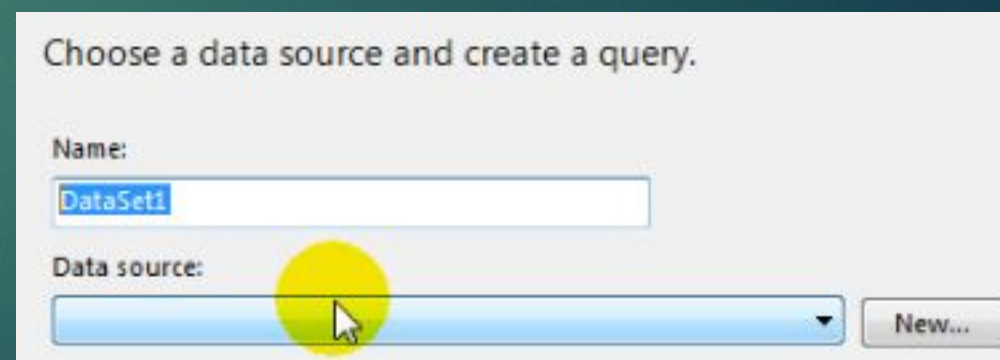 Choose a data source and create a query.
Name:
DataSet1
Data source:
New...